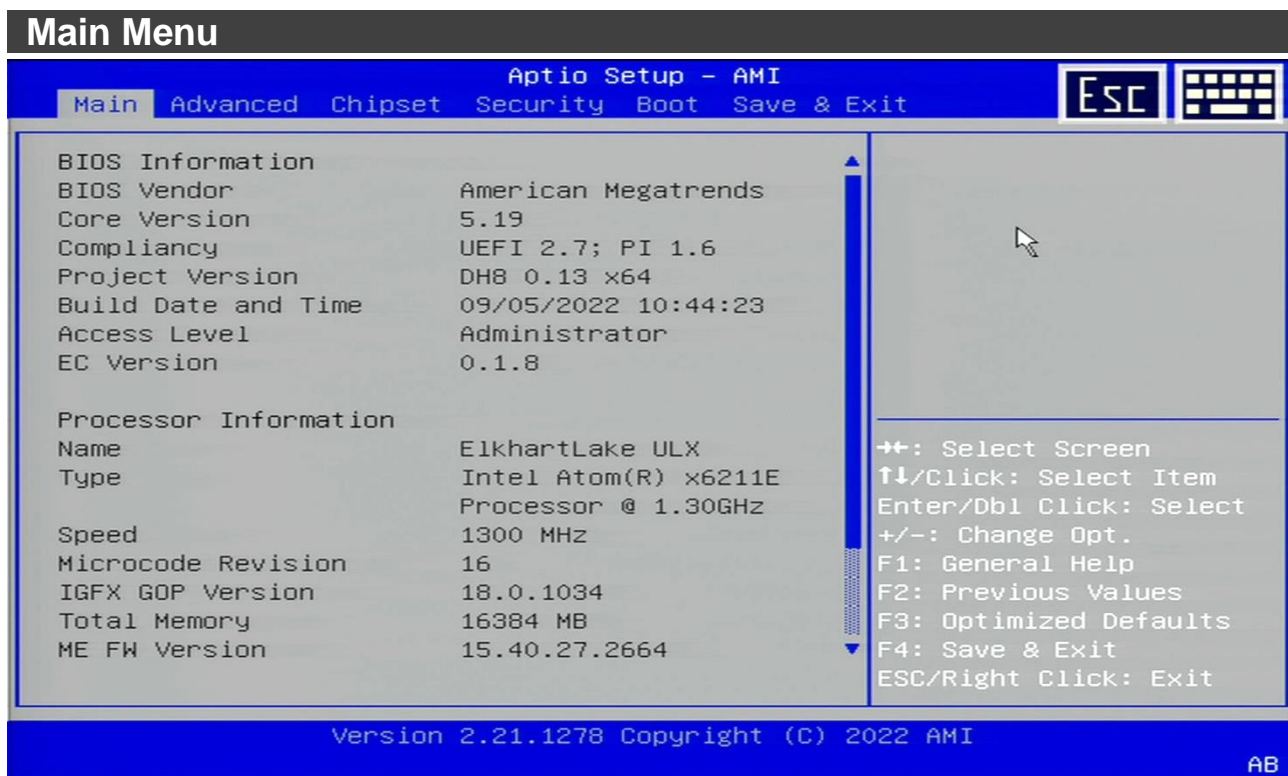 Main Menu
Aptio Setup – AMI
Main Advanced Chipset Security Boot Save & Exit
Esc
BIOS Information
BIOS Vendor American Megatrends
Core Version 5.19
Compliancy UEFI 2.7; PI 1.6
Project Version DH8 0.13 x64
Build Date and Time 09/05/2022 10:44:23
Access Level Administrator
EC Version 0.1.8
Processor Information
Name ElkhartLake ULX
Type Intel Atom(R) x6211E
Processor @ 1.30GHz
Speed 1300 MHz
Microcode Revision 16
IGFX GOP Version 18.0.1034
Total Memory 16384 MB
ME FW Version 15.40.27.2664
→←: Select Screen
↑↓/Click: Select Item
Enter/Dbl Click: Select
+/-: Change Opt.
F1: General Help
F2: Previous Values
F3: Optimized Defaults
F4: Save & Exit
ESC/Right Click: Exit
Version 2.21.1278 Copyright (C) 2022 AMI
AB